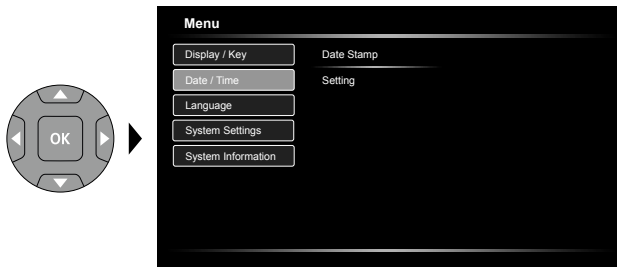 Menu
Display / Key
Date Stamp
Date / Time
Setting
Language
OK
System Settings
System Information